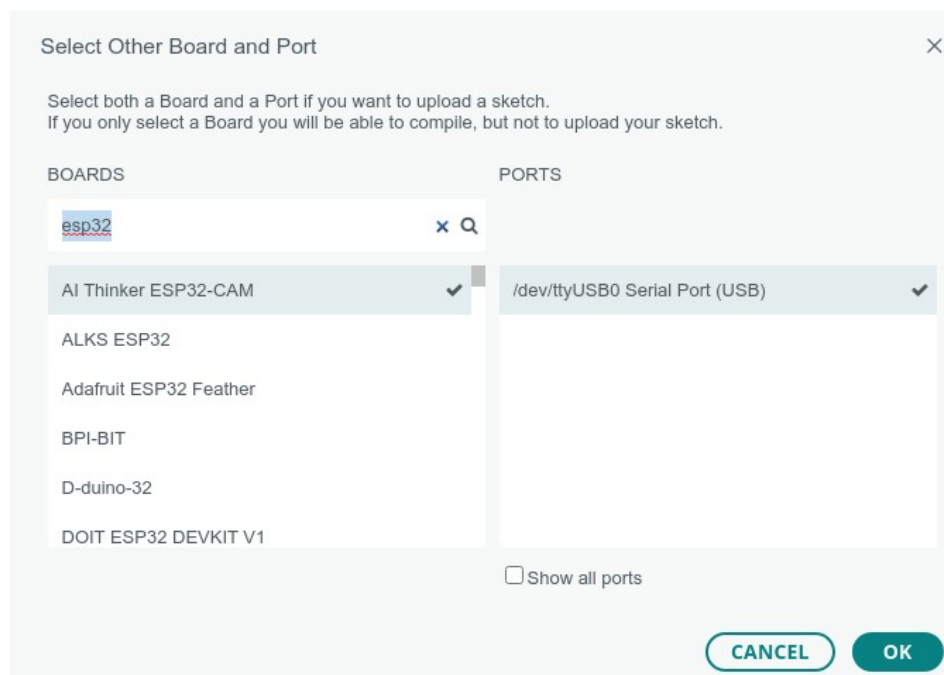 Select Other Board and Port
Select both a Board and a Port if you want to upload a sketch.
If you only select a Board you will be able to compile, but not to upload your sketch.
BOARDS
esp32
AI Thinker ESP32-CAM
ALKS ESP32
Adafruit ESP32 Feather
BPI-BIT
D-duino-32
DOIT ESP32 DEVKIT V1
PORTS
/dev/ttyUSB0 Serial Port (USB)
Show all ports
CANCEL
OK